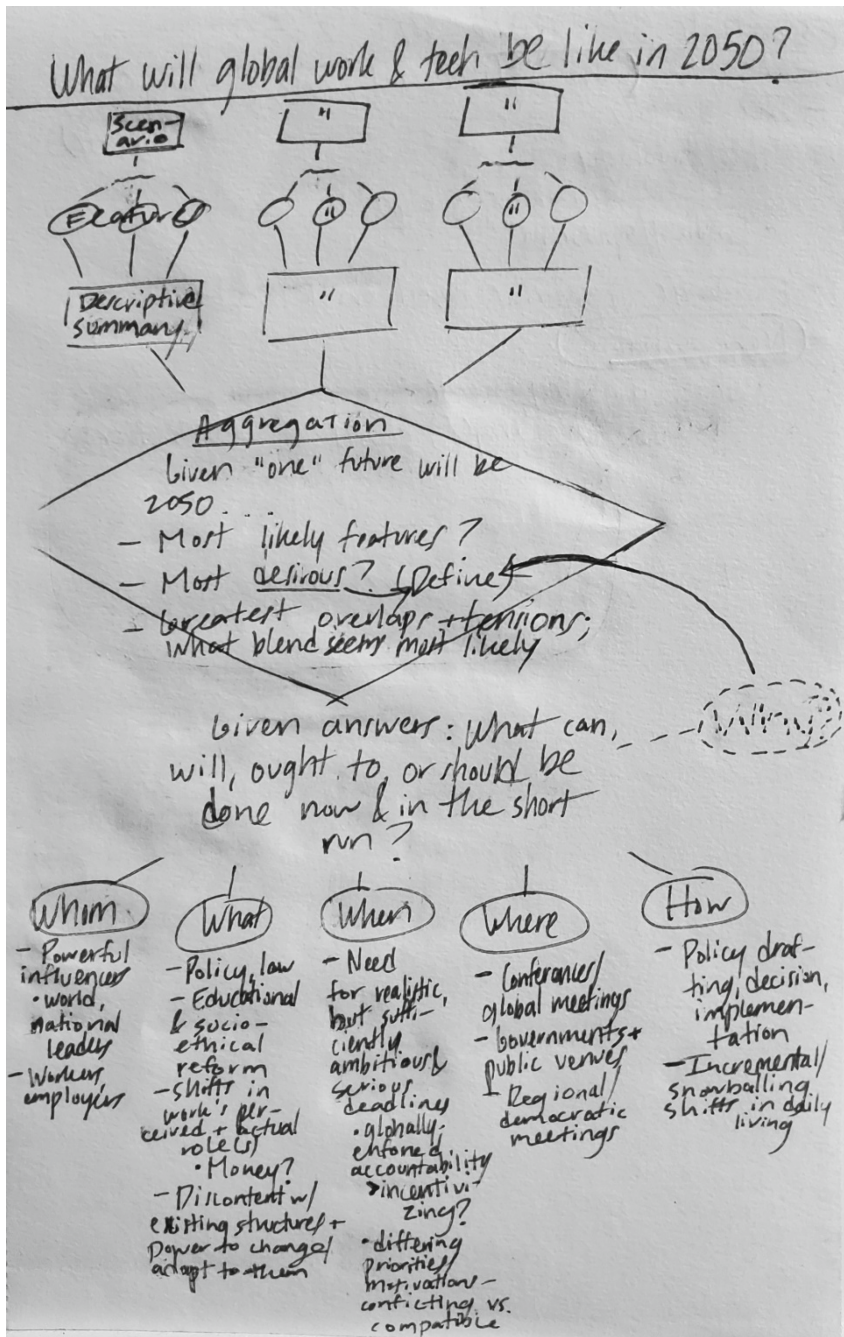 What will global work & tech be like in 2050?
Scen-
ario
"
"
Feature
"
"
Descriptive
summary
"
"
Aggregation
Given "one" future will be
2050....
- Most likely features?
- Most desirous? (Define)
- Greatest overlaps + tensions;
what blend seems most likely
Why?
Given answers: What can,
will, ought to, or should be
done now & in the short
run?
Whom
- Powerful
influencers
• world,
national
leaders
- Workers
employers
What
- Policy, law
- Educational
& socio-
ethical
reform
- Shifts in
work's per-
ceived + actual
role(s)
• Money?
- Discontent w/
existing structures +
power to change/
adapt to them
When
- Need
for realistic,
but suffi-
ciently
ambitious &
serious
deadlines
• globally-
enforced
accountability
> incentivi-
zing?
• differing
priorities/
motivations -
conflicting vs.
compatible
Where
- Conferences/
global meetings
- Governments +
public venues
- Regional/
democratic
meetings
How
- Policy draf-
ting, decision,
implemen-
tation
- Incremental/
snowballing
shifts in daily
living